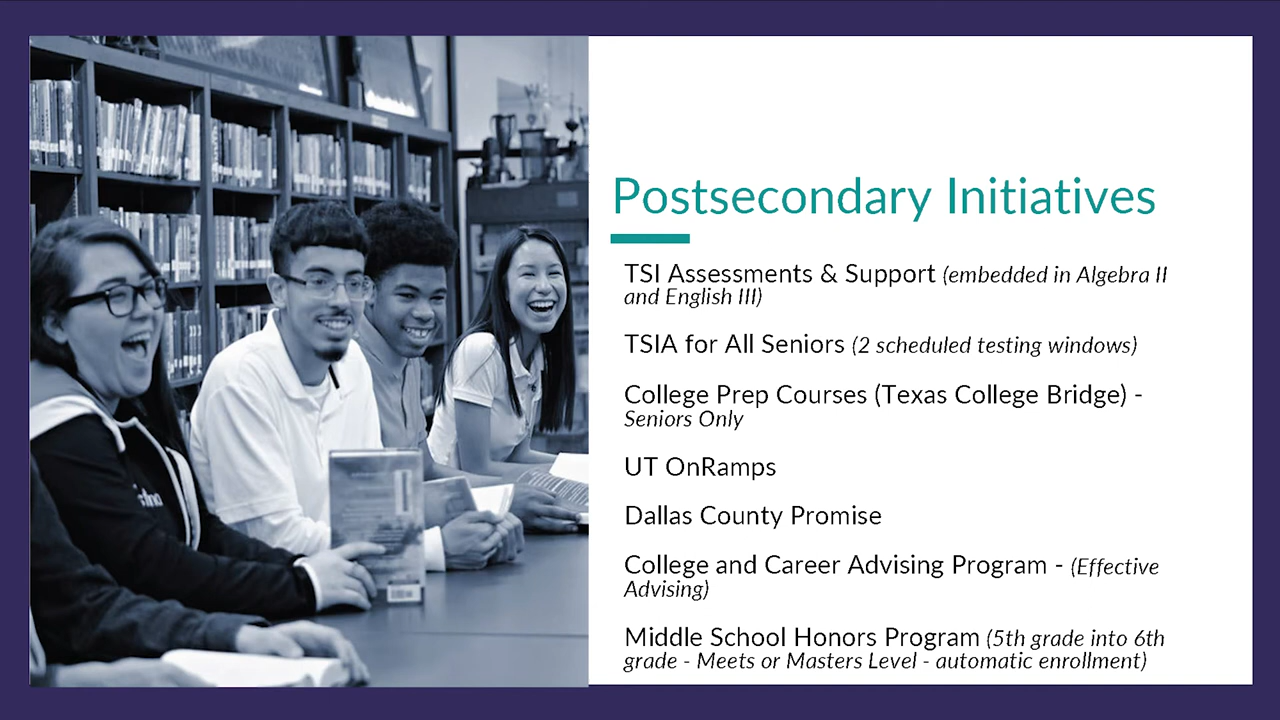 Postsecondary Initiatives
TSI Assessments & Support (embedded in Algebra II
and English III)
TSIA for All Seniors (2 scheduled testing windows)
College Prep Courses (Texas College Bridge) -
Seniors Only
UT OnRamps
Dallas County Promise
College and Career Advising Program - (Effective
Advising)
Middle School Honors Program (5th grade into 6th
grade - Meets or Masters Level - automatic enrollment)